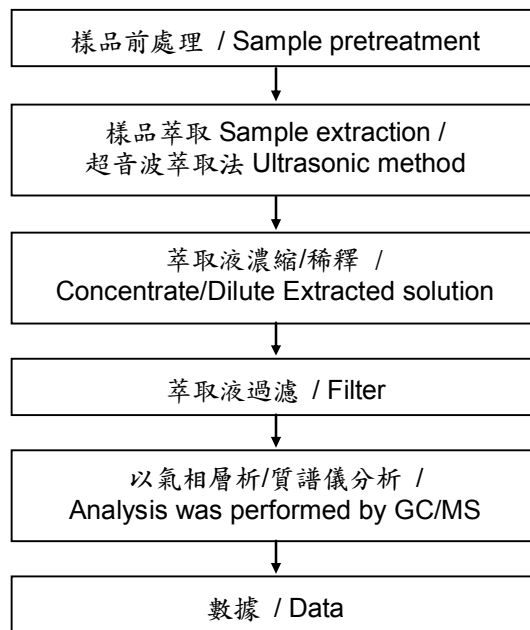 樣品前處理 / Sample pretreatment
樣品萃取 Sample extraction /
超音波萃取法 Ultrasonic method
萃取液濃縮/稀釋 /
Concentrate/Dilute Extracted solution
萃取液過濾 / Filter
以氣相層析/質譜儀分析 /
Analysis was performed by GC/MS
數據 / Data